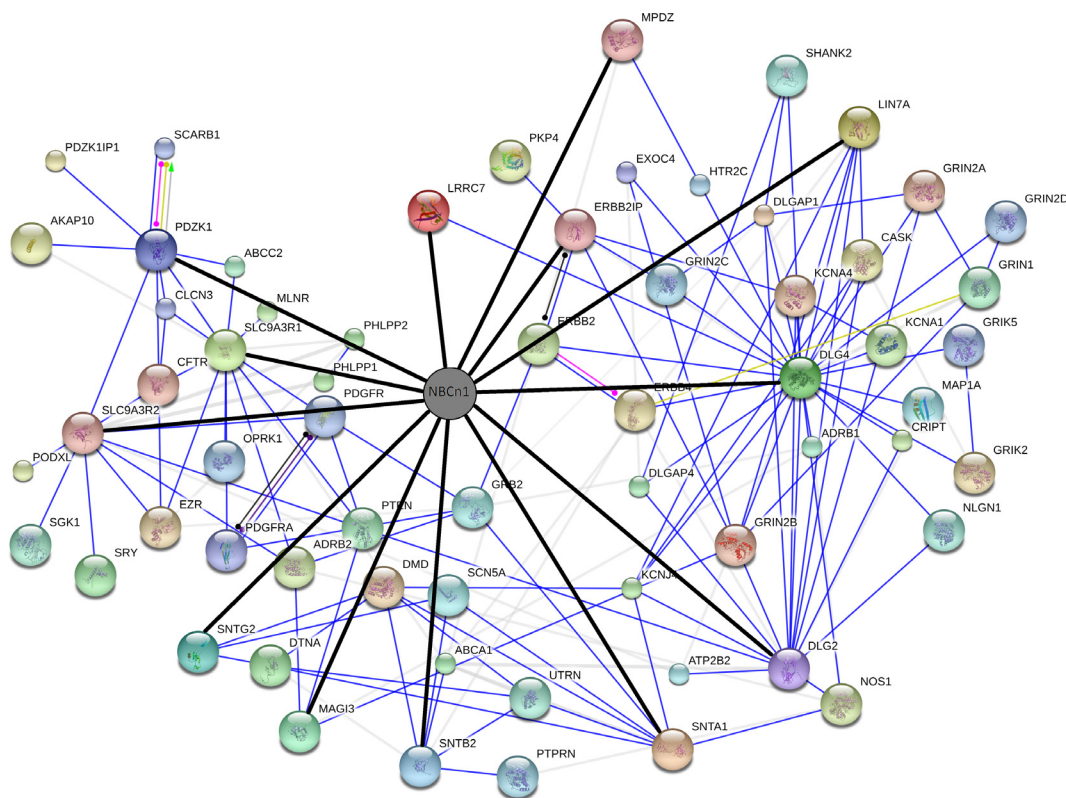 MPDZ
SHANK2
LIN7A
SCARB1
PKP4
PDZK1IP1
EXOC4
HTR2C
GRIN2A
LRRC7
ERBB2IP
DLGAP1
GRIN2D
AKAP10
PDZK1
ABCC2
GRIN2C
CASK
KCNA4
GRIN1
CLCN3
MLNR
SLC9A3R1
PHLPP2
ERBB2
KCNA1
GRIK5
DLG4
CFTR
PHLPP1
NBCn1
PDGFR
ERBB4
MAP1A
SLC9A3R2
CRIPT
OPRK1
ADRB1
GRIK2
PODXL
DLGAP4
GRB2
EZR
PTEN
NLGN1
SGK1
PDGFRA
GRIN2B
SRY
ADRB2
DMD
SCN5A
KCNJ4
SNTG2
DTNA
ABCA1
ATP2B2
DLG2
UTRN
NOS1
MAGI3
SNTB2
SNTA1
PTPRN